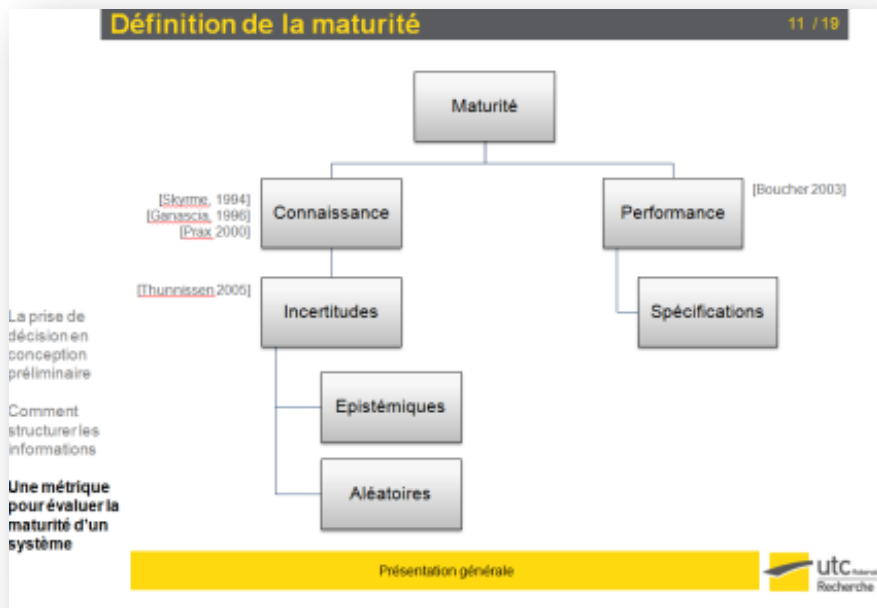 Définition de la maturité
11 / 19
Maturité
[Skyrme, 1994]
[Ganascia, 1996]
[Prax 2000]
Connaissance
Performance
[Boucher 2003]
[Thunnissen 2005]
Incertitudes
Spécifications
Epistémiques
Aléatoires
La prise de
décision en
conception
préliminaire
Comment
structurer les
informations
Une métrique
pour évaluer la
maturité d'un
système
Présentation générale
utc
Recherche